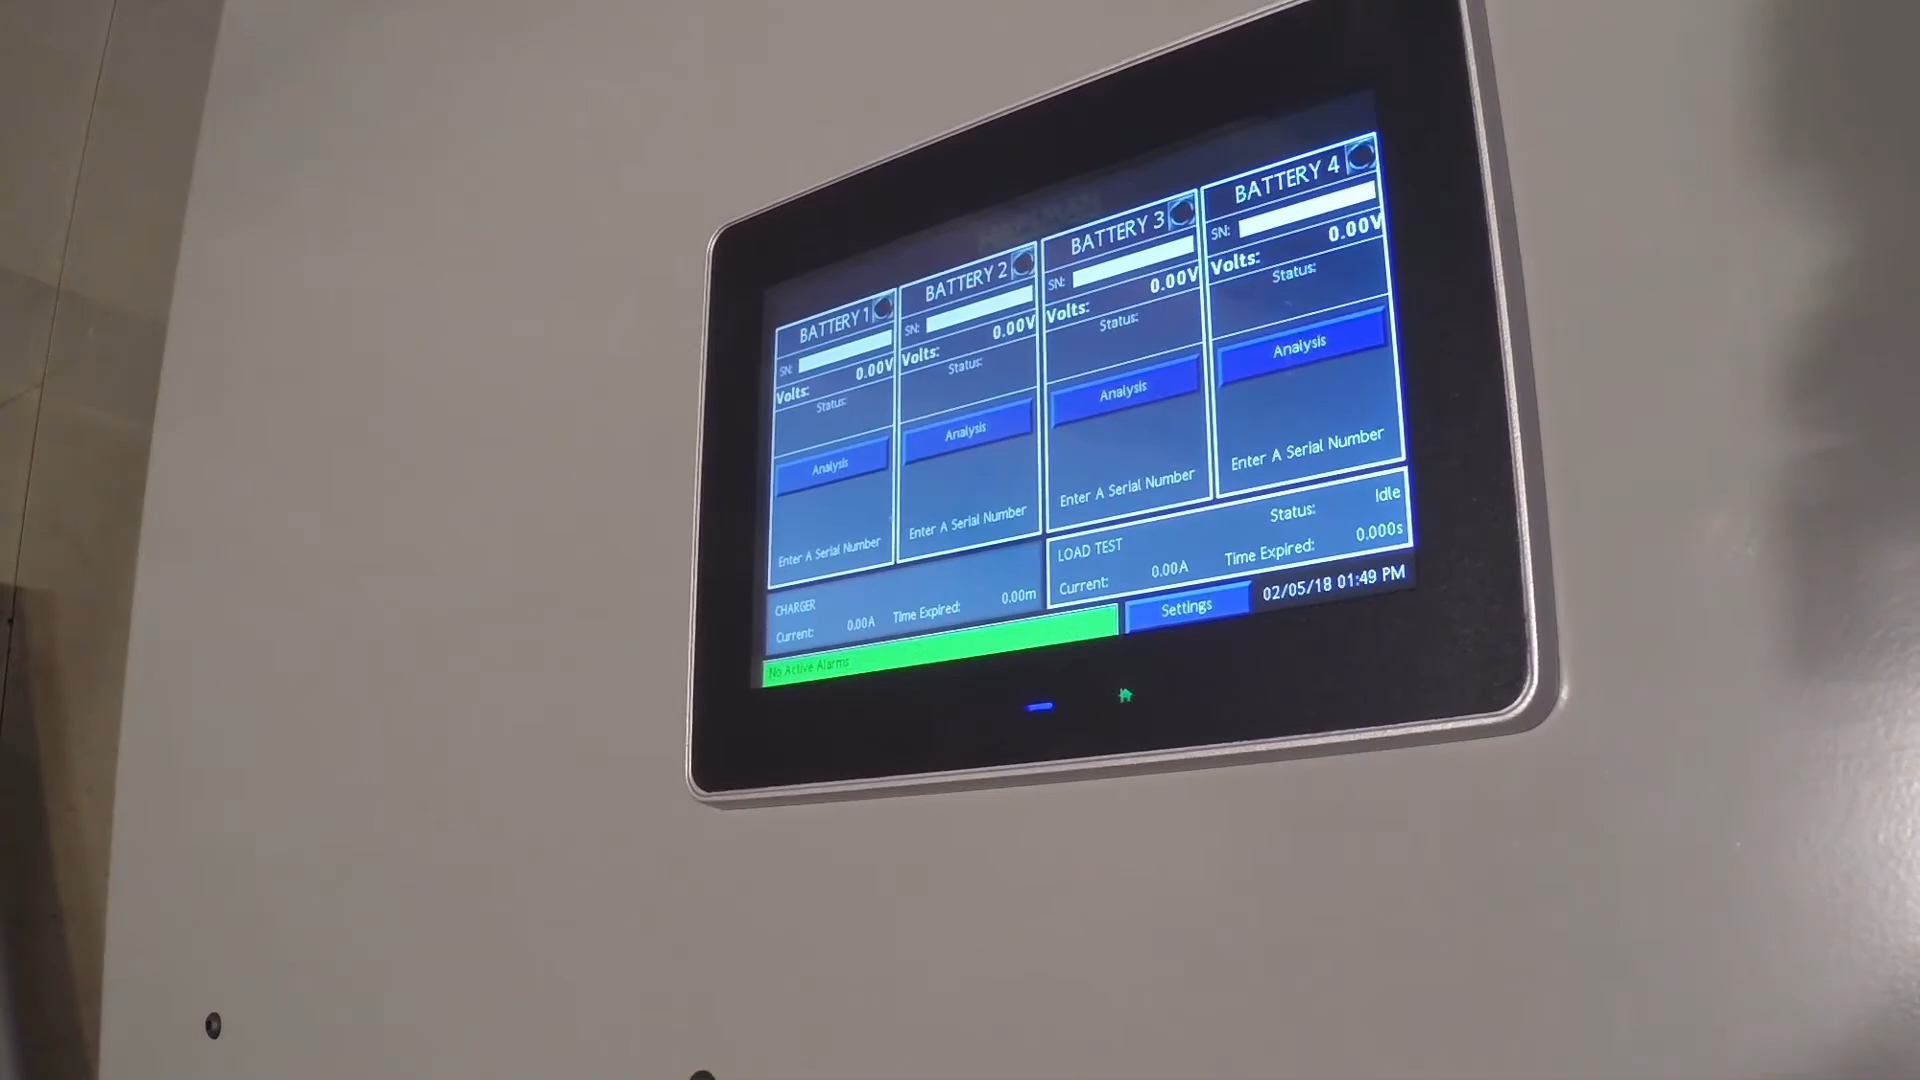 BATTERY 1
SN:
Volts: 0.00V
Status:
Analysis
Enter A Serial Number
BATTERY 2
SN:
Volts: 0.00V
Status:
Analysis
Enter A Serial Number
BATTERY 3
SN:
Volts: 0.00V
Status:
Analysis
Enter A Serial Number
BATTERY 4
SN:
Volts: 0.00V
Status:
Analysis
Enter A Serial Number
CHARGER
Current: 0.00A Time Expired: 0.00m
LOAD TEST Status: Idle
Current: 0.00A Time Expired: 0.000s
No Active Alarms
Settings
02/05/18 01:49 PM